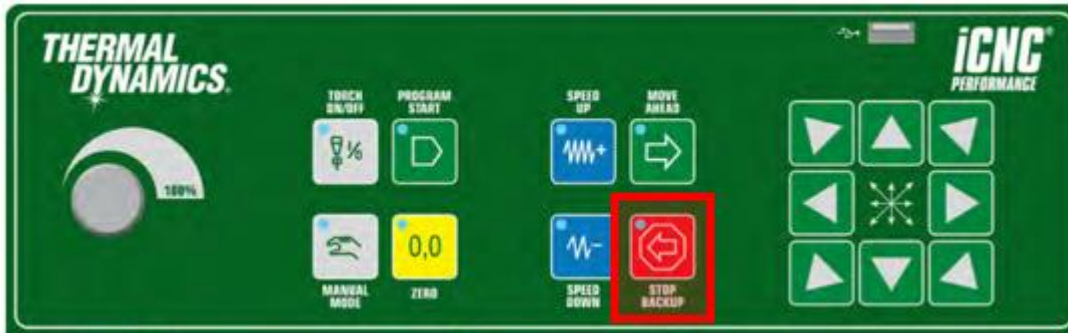 THERMAL
DYNAMICS.
iCNC®
PERFORMANCE
TORCH
ON/OFF
PROGRAM
START
SPEED
UP
MOVE
AHEAD
100%
0,0
MANUAL
MODE
ZERO
SPEED
DOWN
STOP
BACKUP